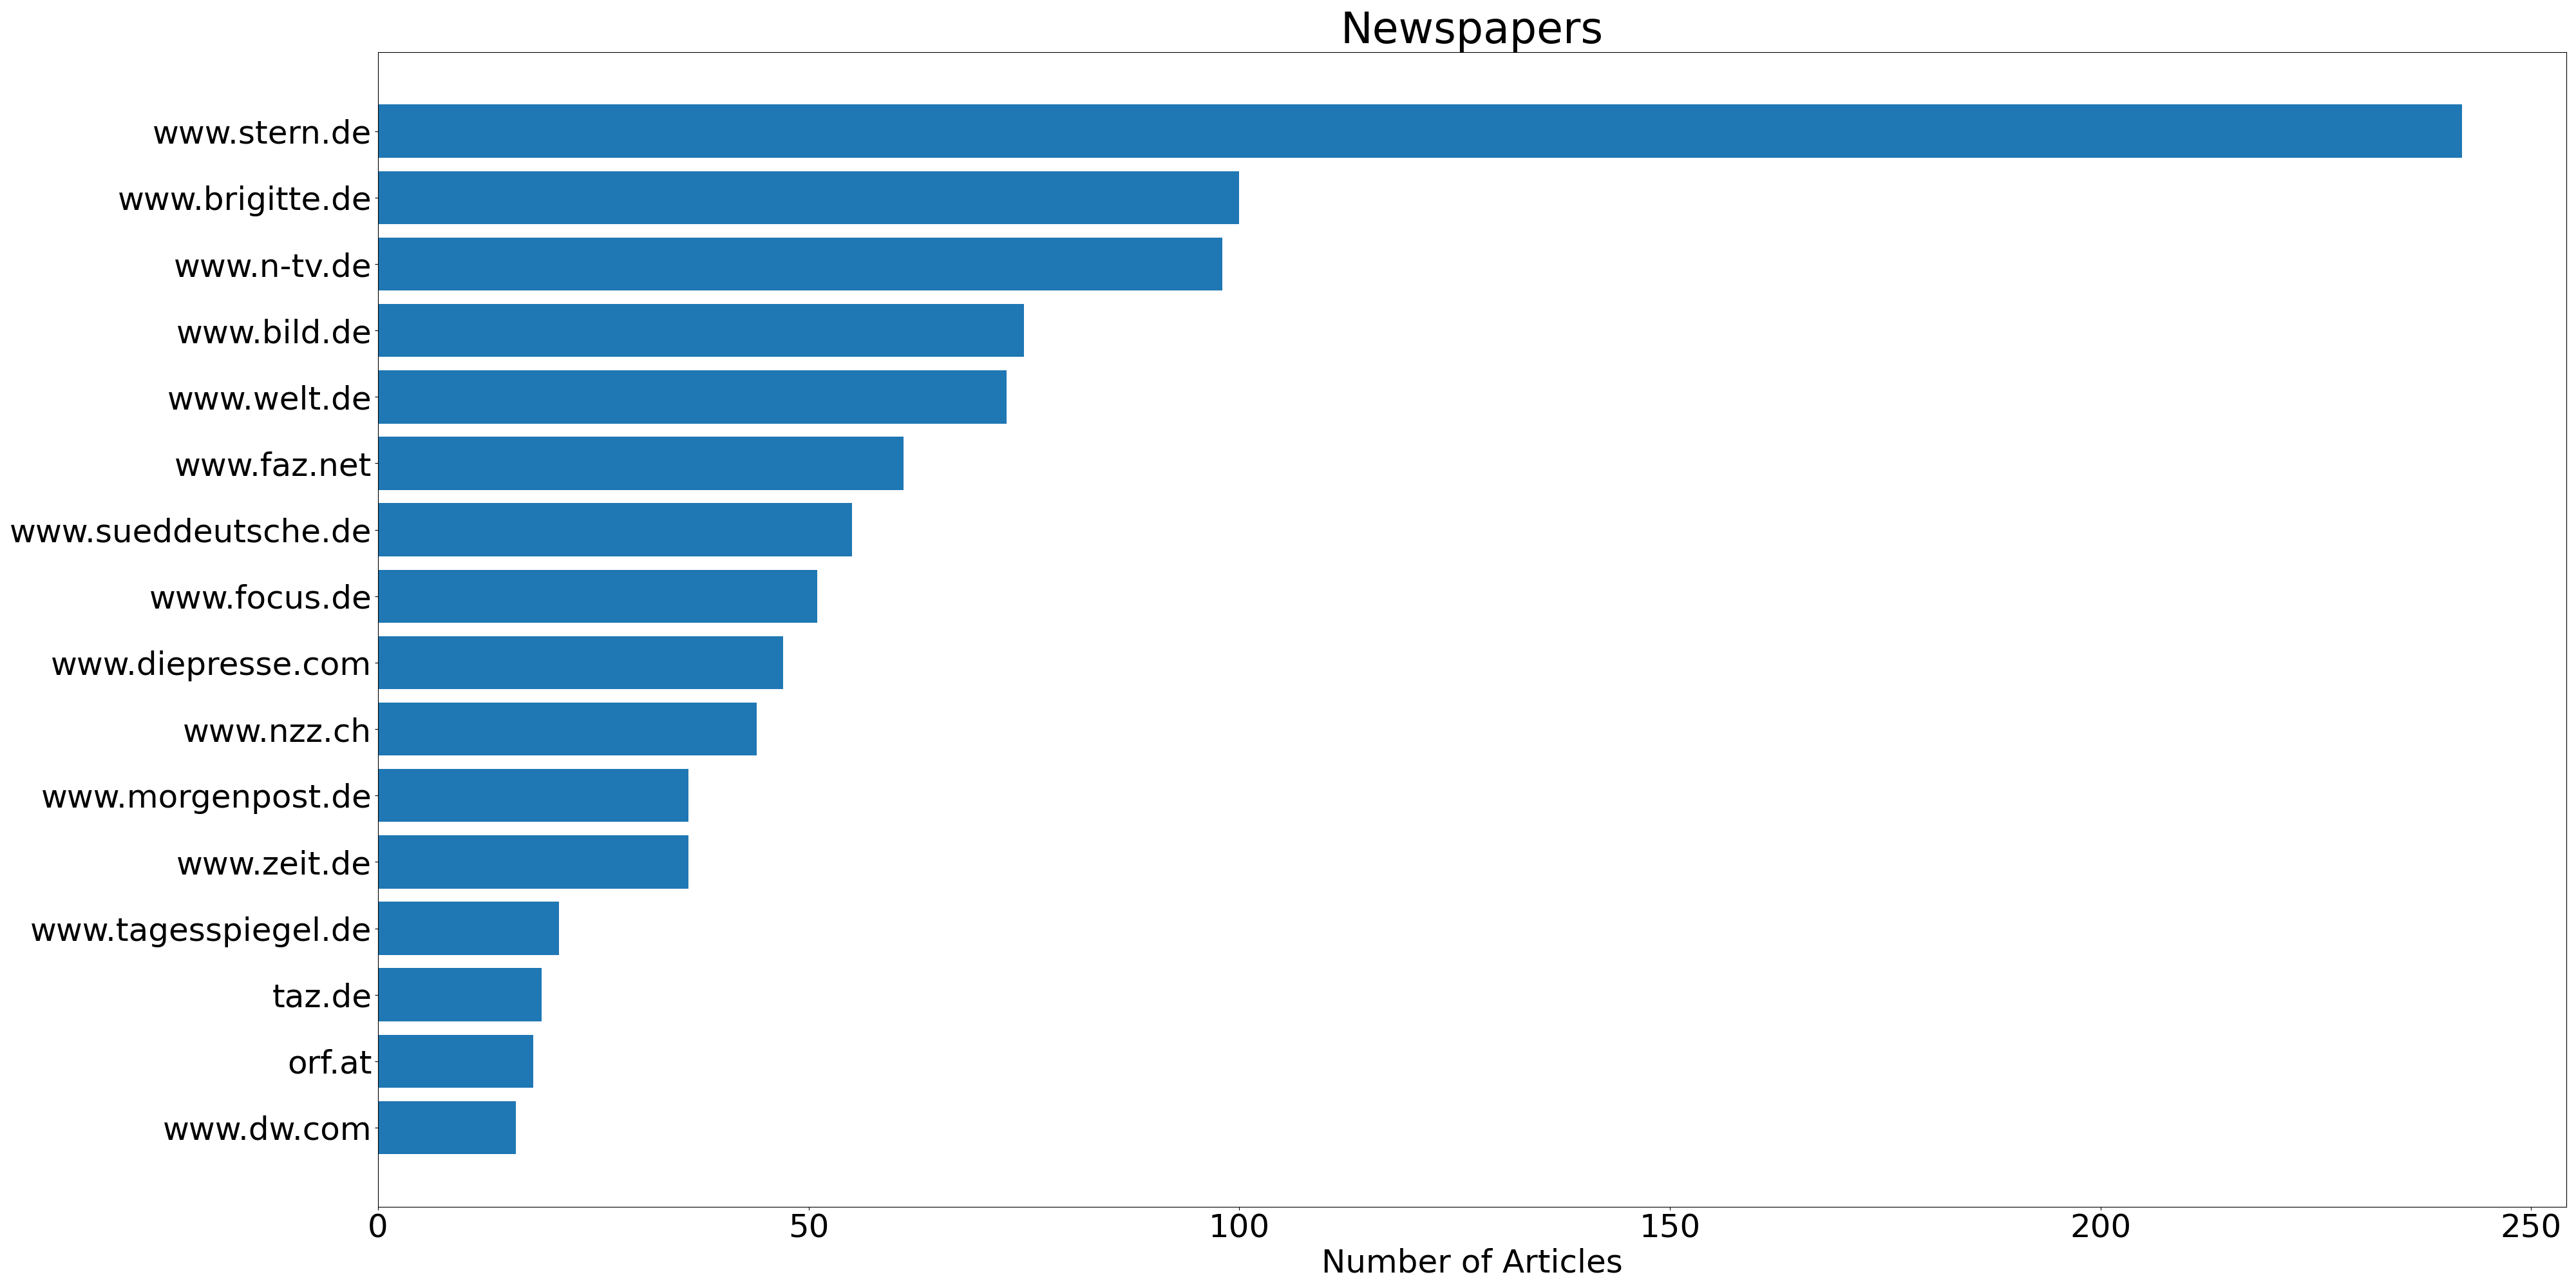 Newspapers
www.stern.de
www.brigitte.de
www.n-tv.de
www.bild.de
www.welt.de
www.faz.net
www.sueddeutsche.de
www.focus.de
www.diepresse.com
www.nzz.ch
www.morgenpost.de
www.zeit.de
www.tagesspiegel.de
taz.de
orf.at
www.dw.com
0 50 100 150 200 250
Number of Articles